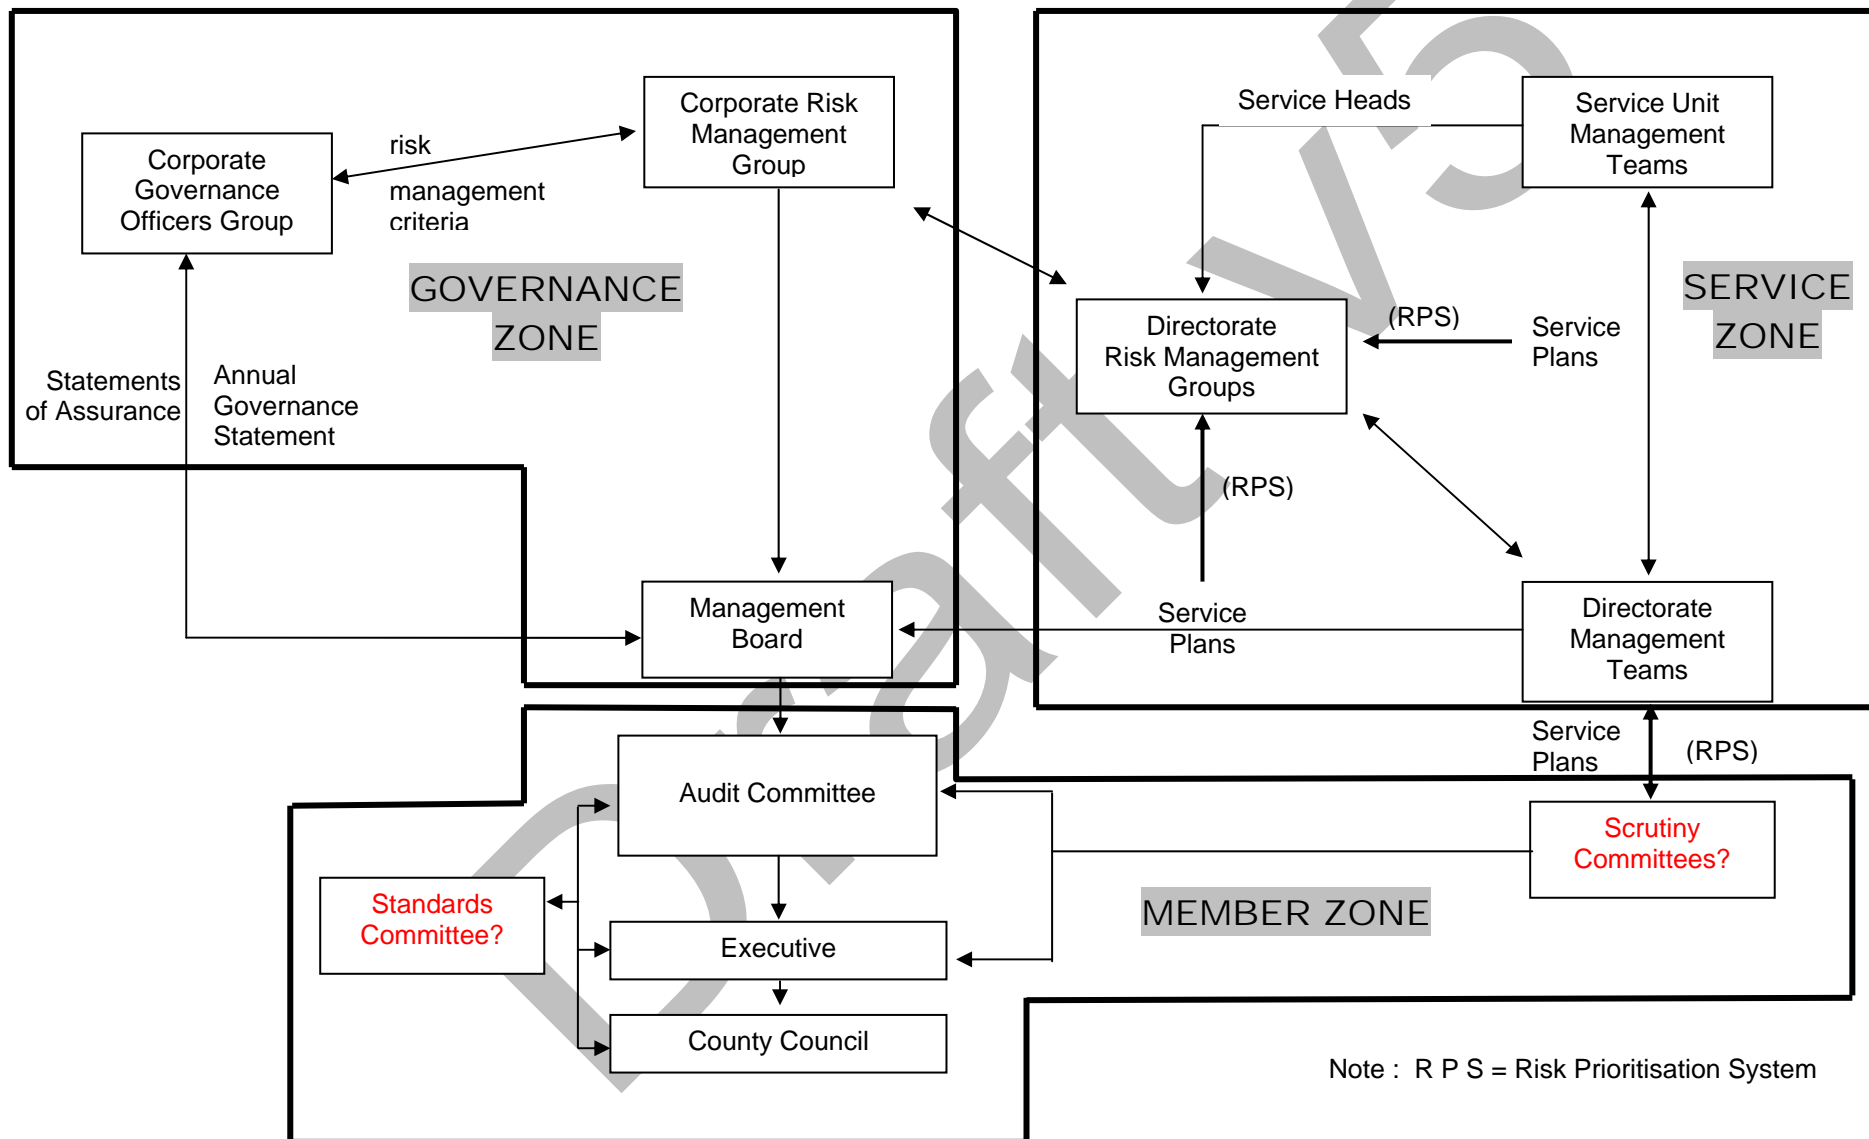 Corporate Risk
Management
Group
Corporate
Governance
Officers Group
risk
management
criteria
GOVERNANCE
ZONE
Statements
of Assurance
Annual
Governance
Statement
Management
Board
Service Heads
Service Unit
Management
Teams
SERVICE
ZONE
Directorate
Risk Management
Groups
(RPS)
Service
Plans
(RPS)
Service
Plans
Directorate
Management
Teams
Service
Plans
(RPS)
Audit Committee
Scrutiny
Committees?
Standards
Committee?
MEMBER ZONE
Executive
County Council
Note : R P S = Risk Prioritisation System
Draft v5